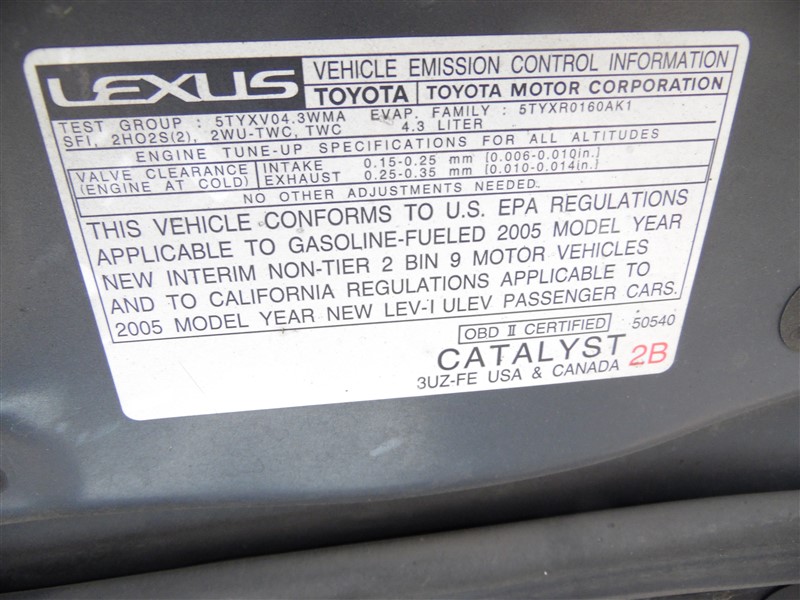 LEXUS VEHICLE EMISSION CONTROL INFORMATION
TOYOTA TOYOTA MOTOR CORPORATION
TEST GROUP : 5TYXV04.3WMA EVAP. FAMILY : 5TYXR0160AK1
SFI, 2HO2S(2), 2WU-TWC, TWC 4.3 LITER
ENGINE TUNE-UP SPECIFICATIONS FOR ALL ALTITUDES
VALVE CLEARANCE INTAKE 0.15-0.25 mm [0.006-0.010in.]
(ENGINE AT COLD) EXHAUST 0.25-0.35 mm [0.010-0.014in.]
NO OTHER ADJUSTMENTS NEEDED.
THIS VEHICLE CONFORMS TO U.S. EPA REGULATIONS
APPLICABLE TO GASOLINE-FUELED 2005 MODEL YEAR
NEW INTERIM NON-TIER 2 BIN 9 MOTOR VEHICLES
AND TO CALIFORNIA REGULATIONS APPLICABLE TO
2005 MODEL YEAR NEW LEV-I ULEV PASSENGER CARS.
OBD II CERTIFIED 50540
CATALYST 2B
3UZ-FE USA & CANADA